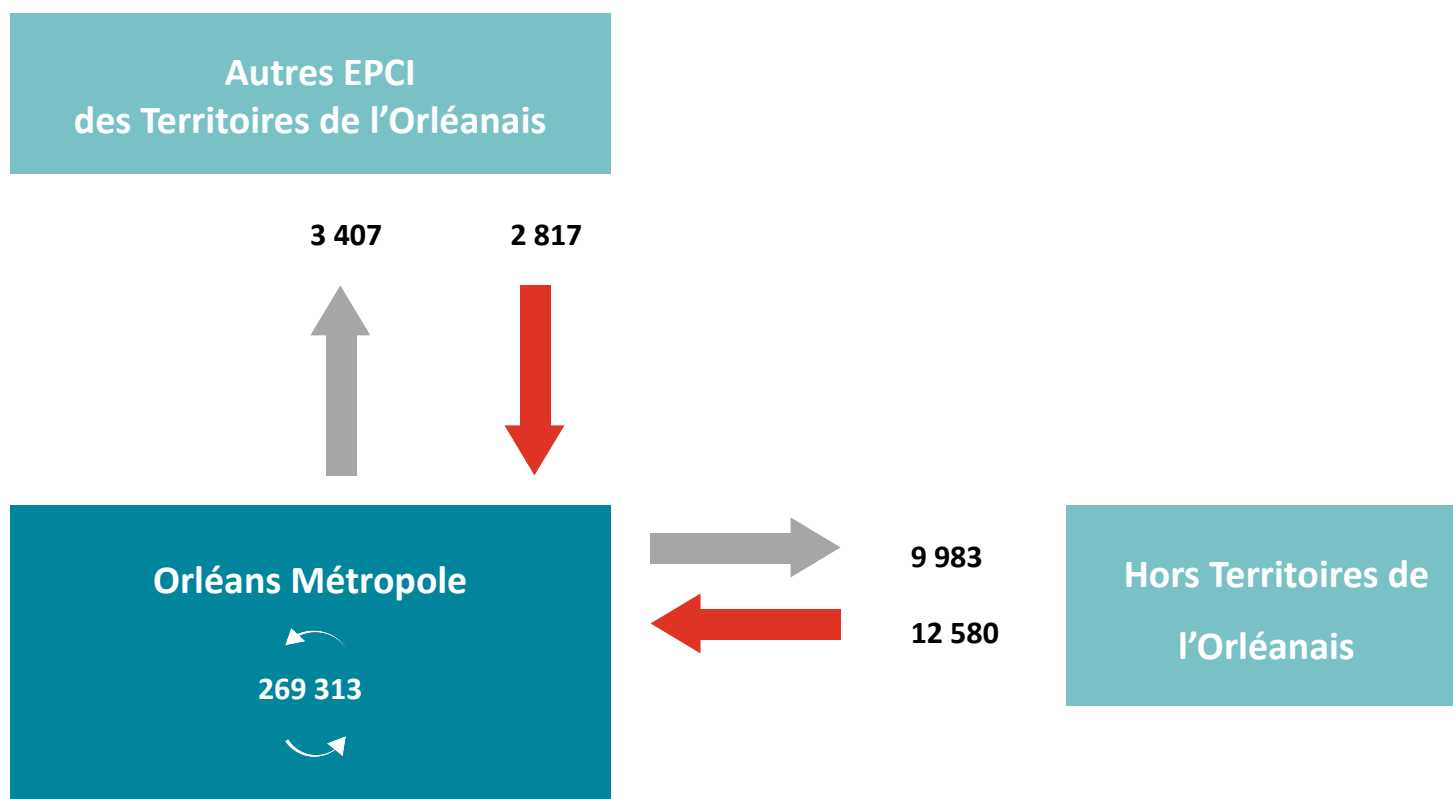 Autres EPCI
des Territoires de l’Orléanais
3 407
2 817
Orléans Métropole
269 313
9 983
12 580
Hors Territoires de
l’Orléanais